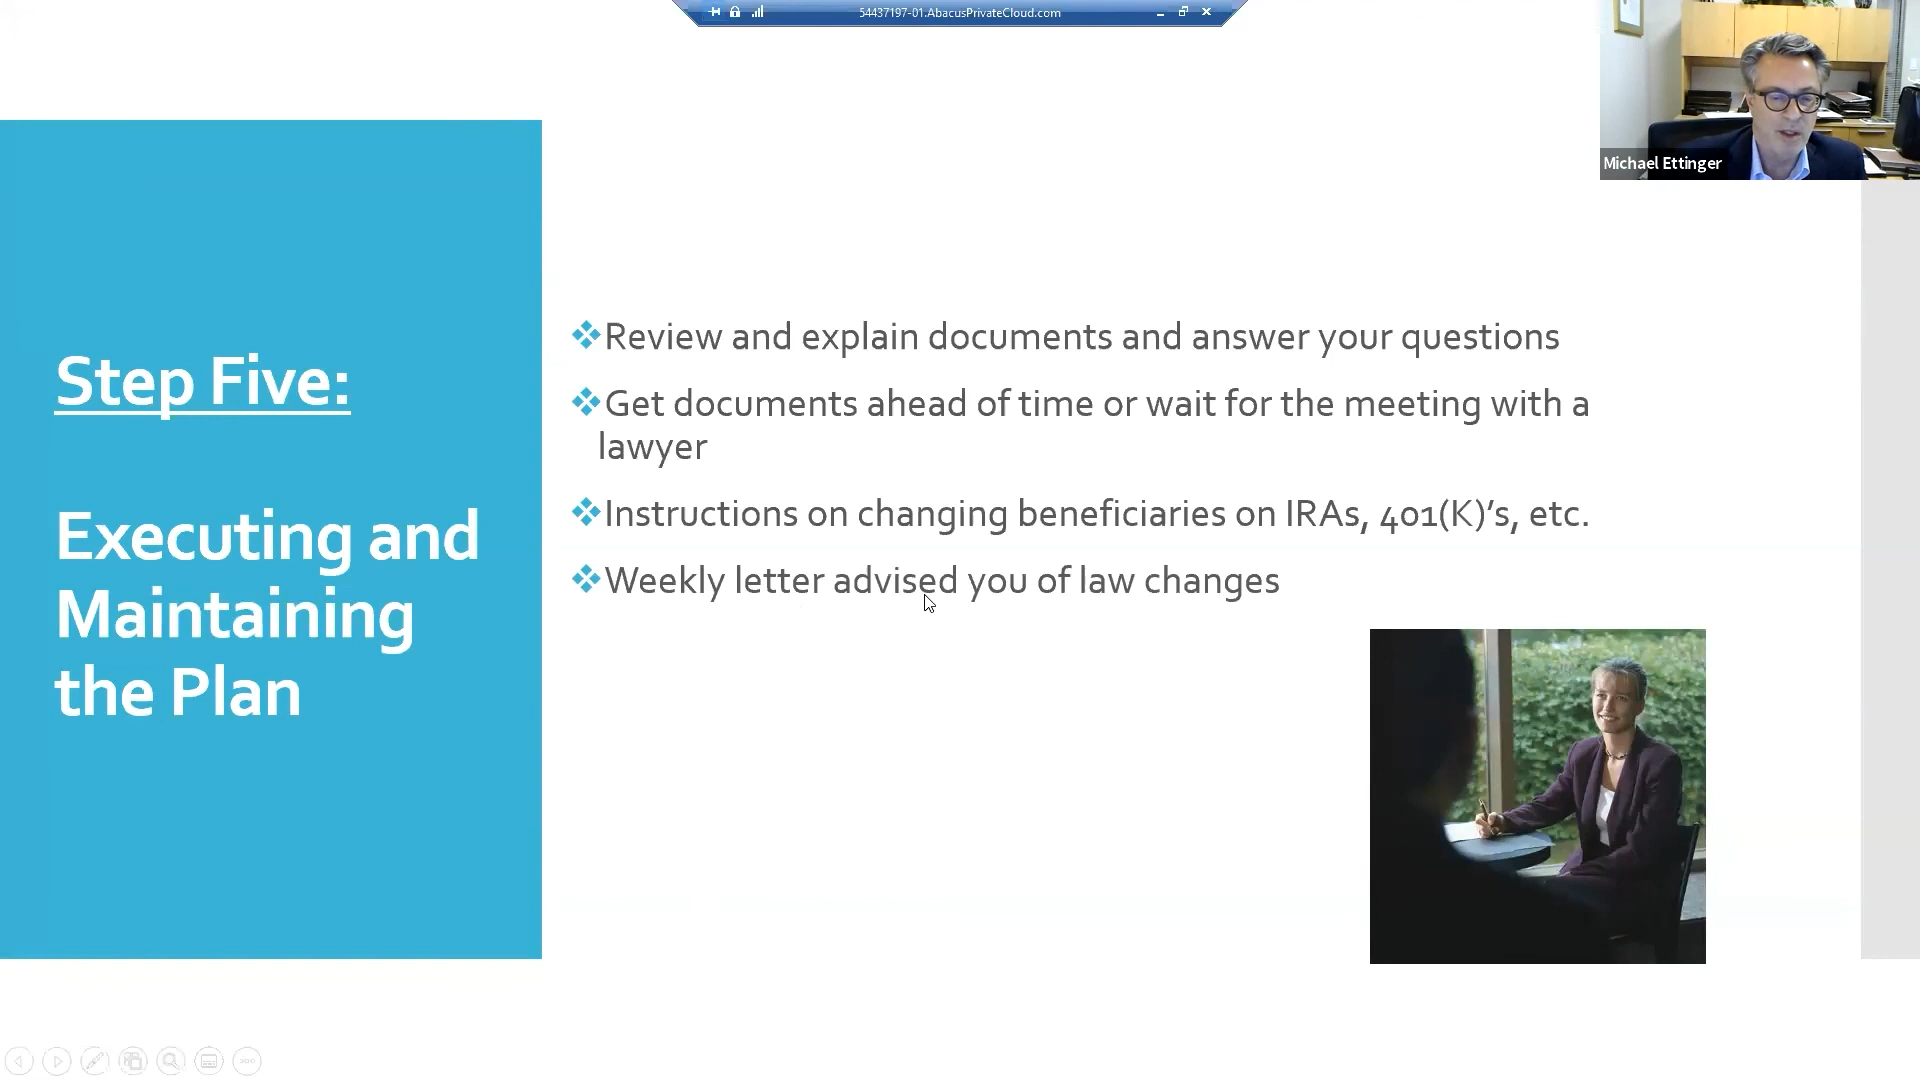 54437197-01.AbacusPrivateCloud.com
Michael Ettinger
Step Five:
Executing and
Maintaining
the Plan
Review and explain documents and answer your questions
Get documents ahead of time or wait for the meeting with a
lawyer
Instructions on changing beneficiaries on IRAs, 401(K)'s, etc.
Weekly letter advised you of law changes